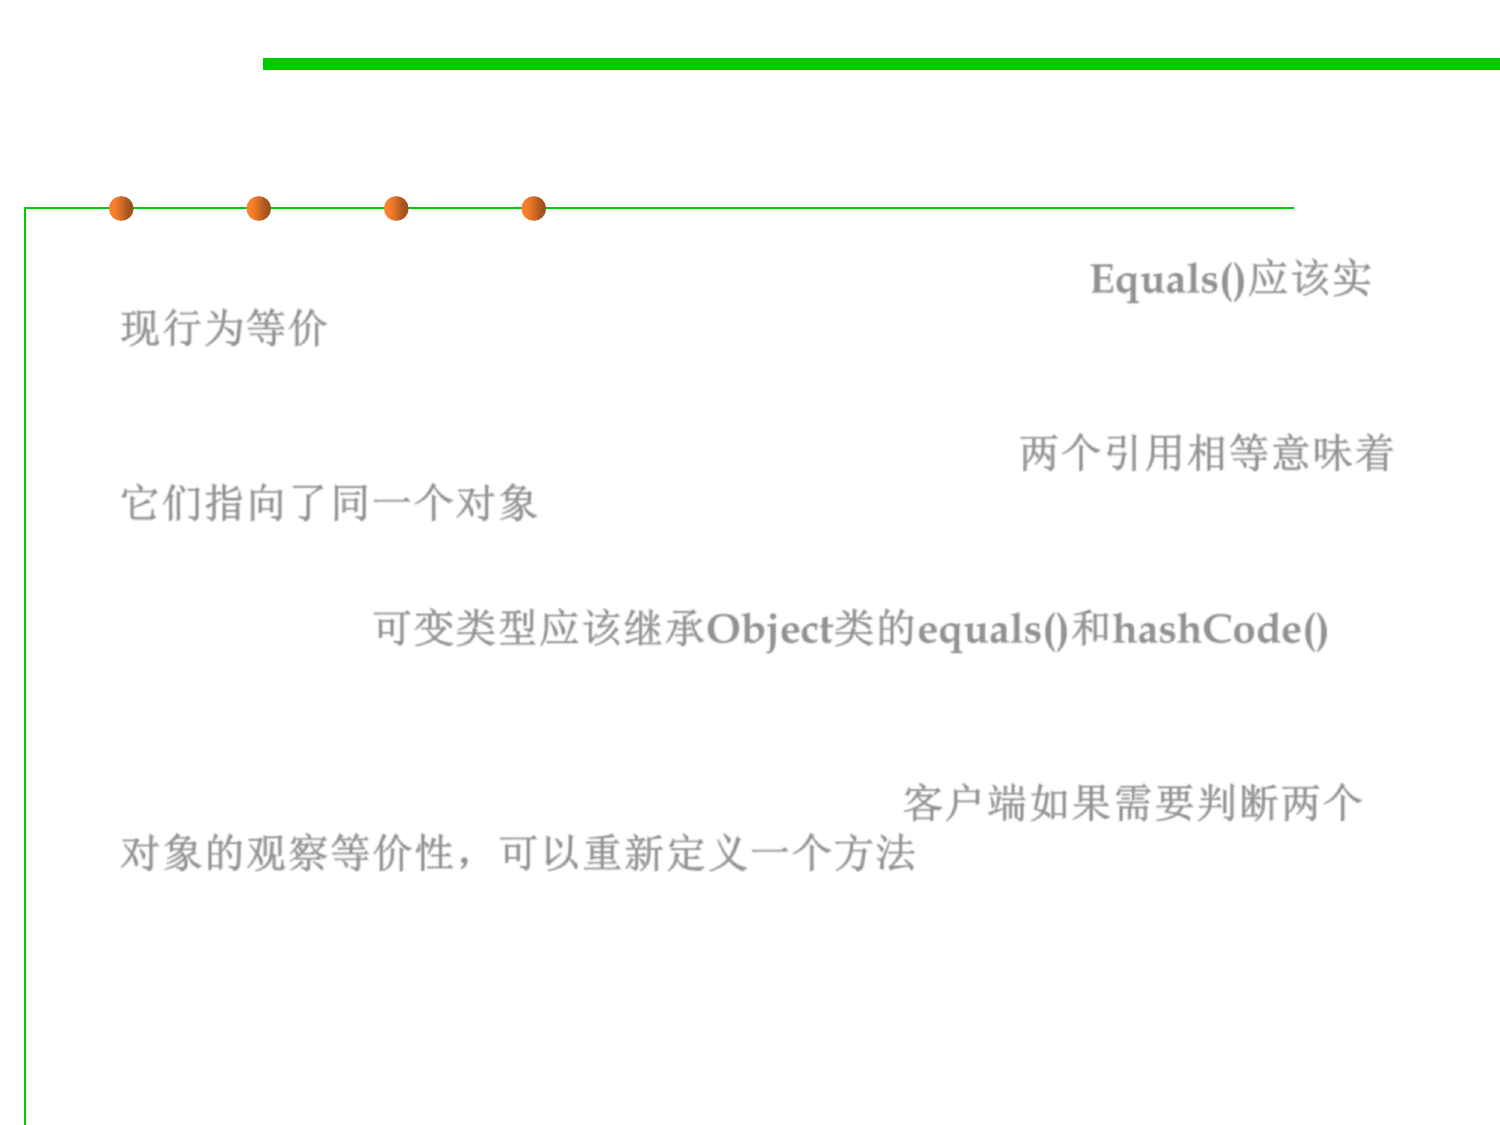 Equals()应该实
现行为等价
两个引用相等意味着
它们指向了同一个对象
可变类型应该继承Object类的equals()和hashCode()
客户端如果需要判断两个
对象的观察等价性，可以重新定义一个方法